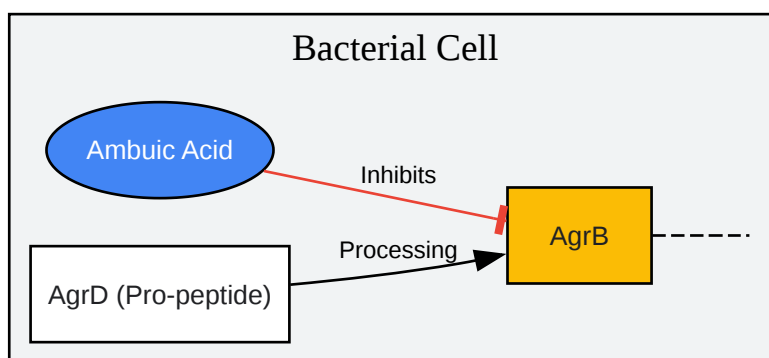 Bacterial Cell
Ambuic Acid
Inhibits
AgrB
Processing
AgrD (Pro-peptide)